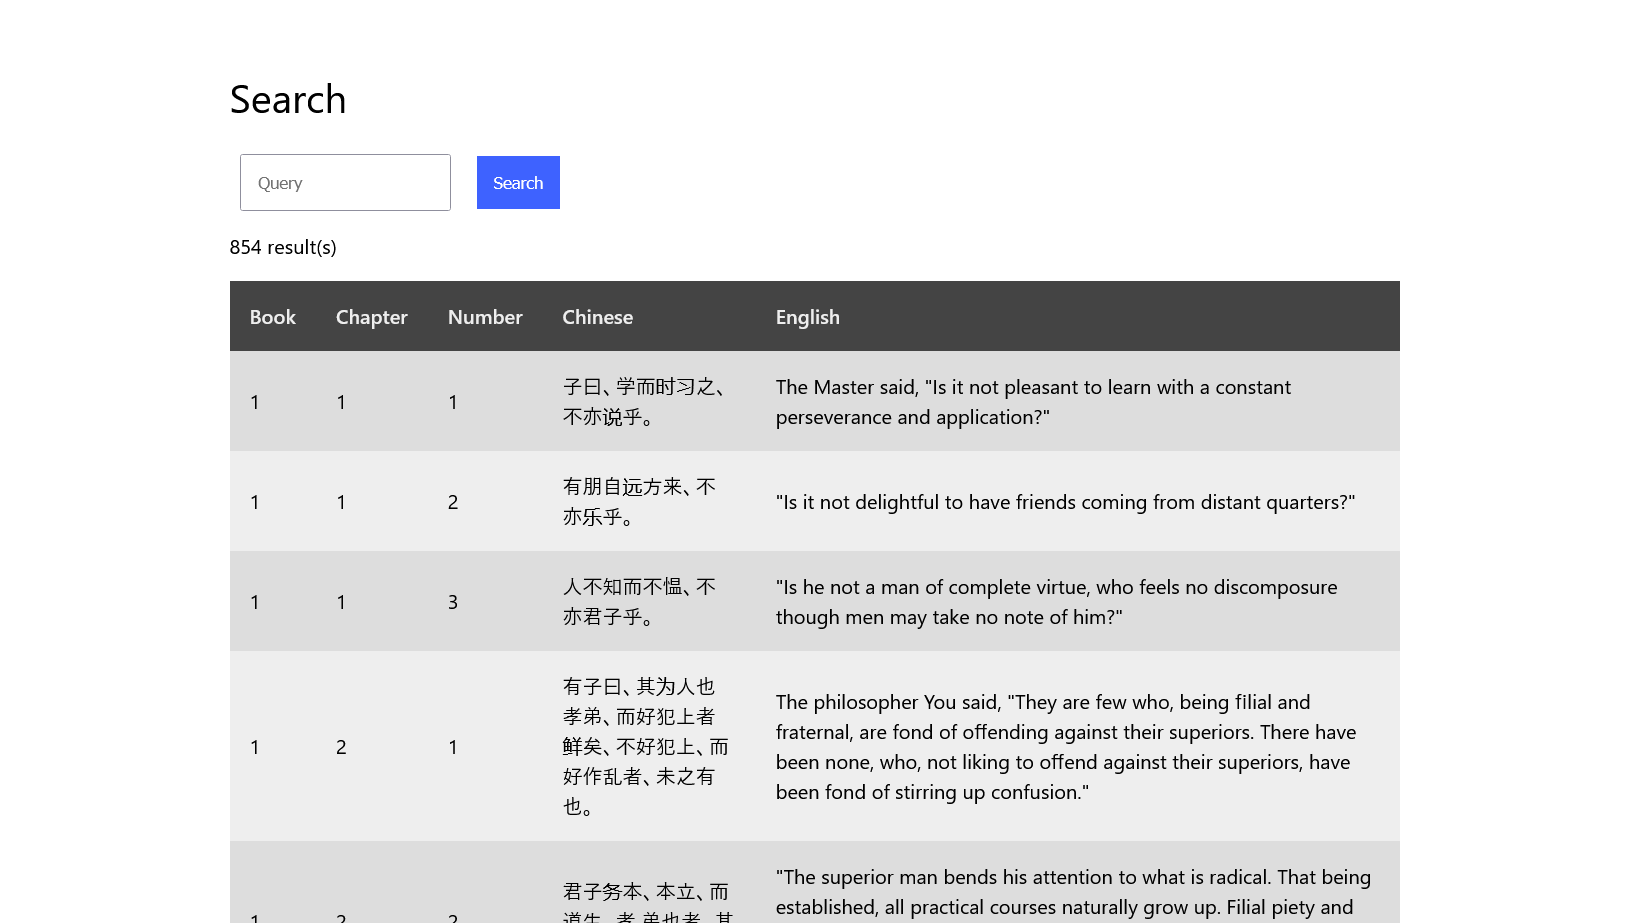 Search
Query
Search
854 result(s)
Book Chapter Number Chinese English
1 1 1 子曰、学而时习之、 The Master said, "Is it not pleasant to learn with a constant
不亦说乎。 perseverance and application?"
1 1 2 有朋自远方来、不 "Is it not delightful to have friends coming from distant quarters?"
亦乐乎。
1 1 3 人不知而不愠、不 "Is he not a man of complete virtue, who feels no discomposure
亦君子乎。 though men may take no note of him?"
1 2 1 有子曰、其为人也 The philosopher You said, "They are few who, being filial and
孝弟、而好犯上者 fraternal, are fond of offending against their superiors. There have
鲜矣、不好犯上、而 been none, who, not liking to offend against their superiors, have
好作乱者、未之有 been fond of stirring up confusion."
也。
1 2 2 君子务本、本立、而 "The superior man bends his attention to what is radical. That being
道生、孝弟也者、其 established, all practical courses naturally grow up. Filial piety and